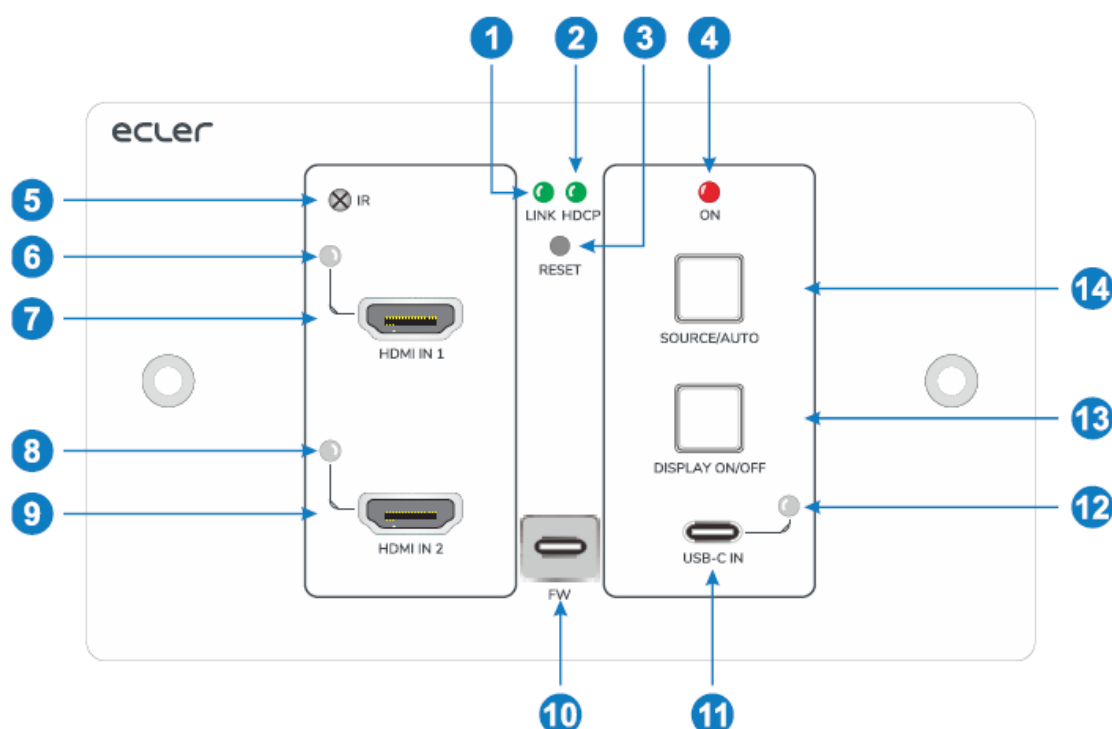 1 2 3 4
ecler
5 IR
LINK HDCP
ON
6
RESET
14
7
SOURCE/AUTO
HDMI IN 1
13
8
DISPLAY ON/OFF
12
9
HDMI IN 2
USB-C IN
FW
10 11